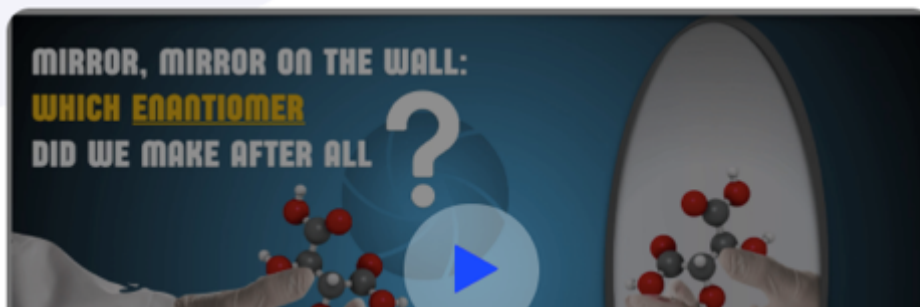 MIRROR, MIRROR ON THE WALL:
WHICH ENANTIOMER
DID WE MAKE AFTER ALL
?